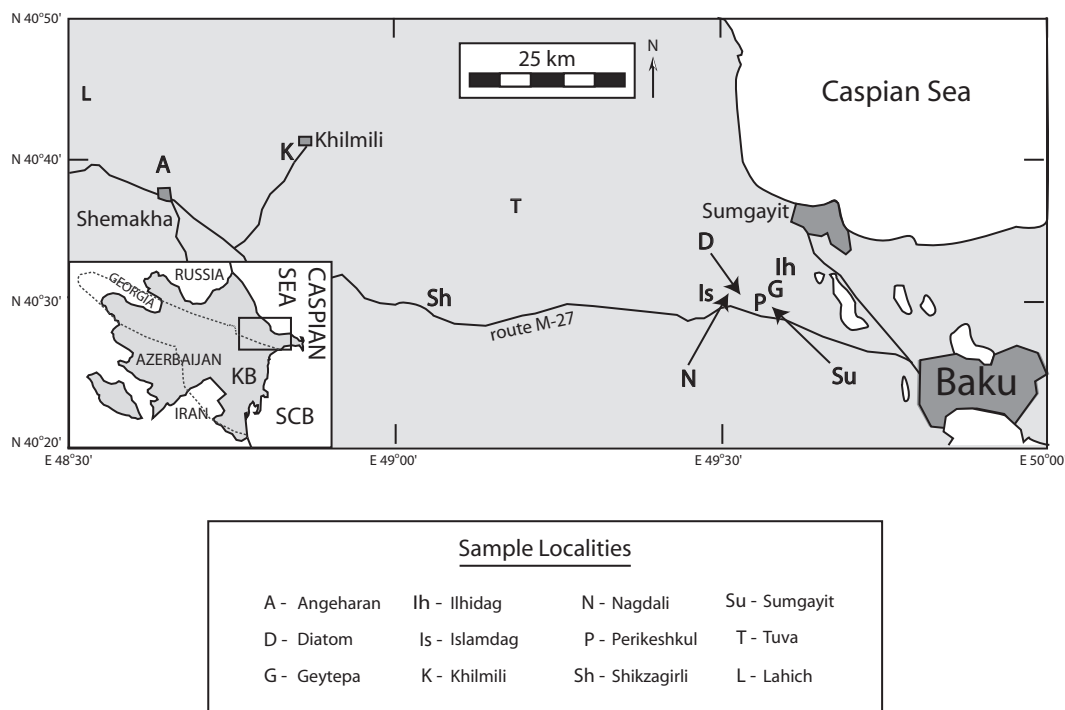 N 40°50'
25 km
N
Caspian Sea
L
N 40°40'
K
Khilmili
A
Shemakha
T
Sumgayit
D
Ih
G
P
Is
N 40°30'
Sh
route M-27
N
Su
Baku
RUSSIA
GEORGIA
CASPIAN
SEA
AZERBAIJAN
KB
IRAN
SCB
N 40°20'
E 48°30'
E 49°00'
E 49°30'
E 50°00'
Sample Localities
A - Angeharan
Ih - Ilhidag
N - Nagdali
Su - Sumgayit
D - Diatom
Is - Islamdag
P - Perikeshkul
T - Tuva
G - Geytepa
K - Khilmili
Sh - Shikzagirli
L - Lahich